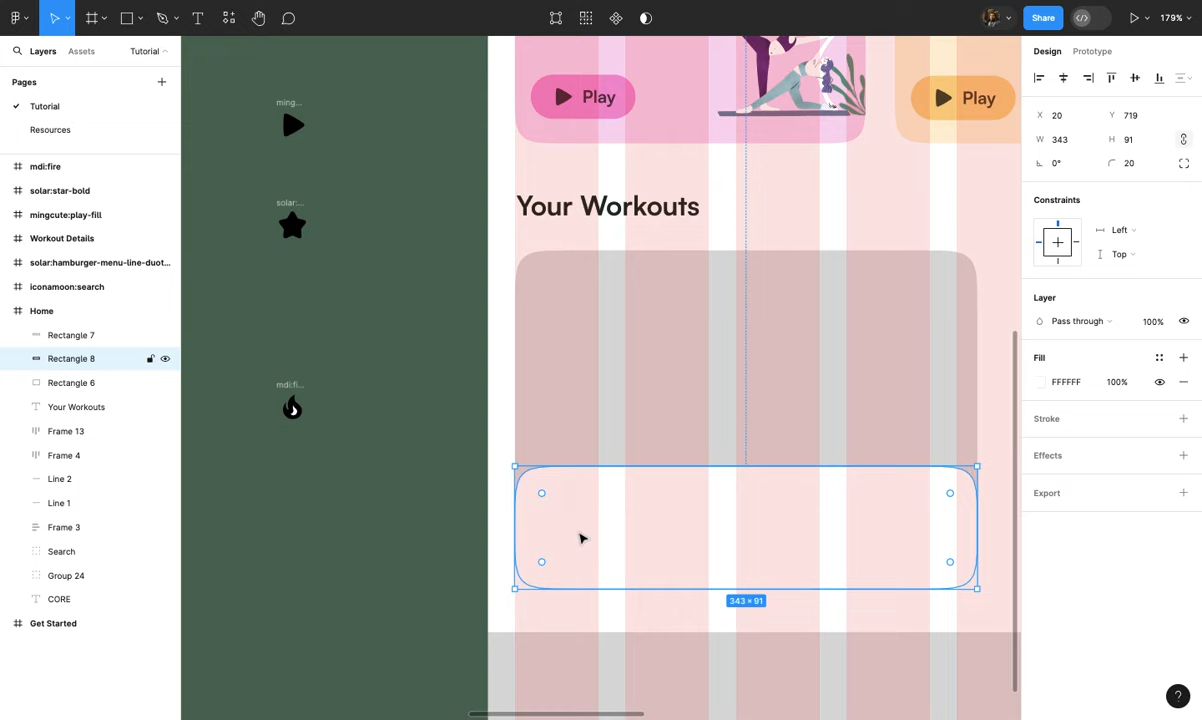 Share
179%
Layers
Assets
Tutorial
Pages
Tutorial
Resources
mdi:fire
solar:star-bold
mingcute:play-fill
Workout Details
solar:hamburger-menu-line-duot...
iconamoon:search
Home
Rectangle 7
Rectangle 8
Rectangle 6
Your Workouts
Frame 13
Frame 4
Line 2
Line 1
Frame 3
Search
Group 24
CORE
Get Started
ming...
solar:...
mdi:fi...
Play
Play
Your Workouts
343 × 91
Design
Prototype
X 20
Y 719
W 343
H 91
0°
20
Constraints
Left
Top
Layer
Pass through
100%
Fill
FFFFFF
100%
Stroke
Effects
Export
?